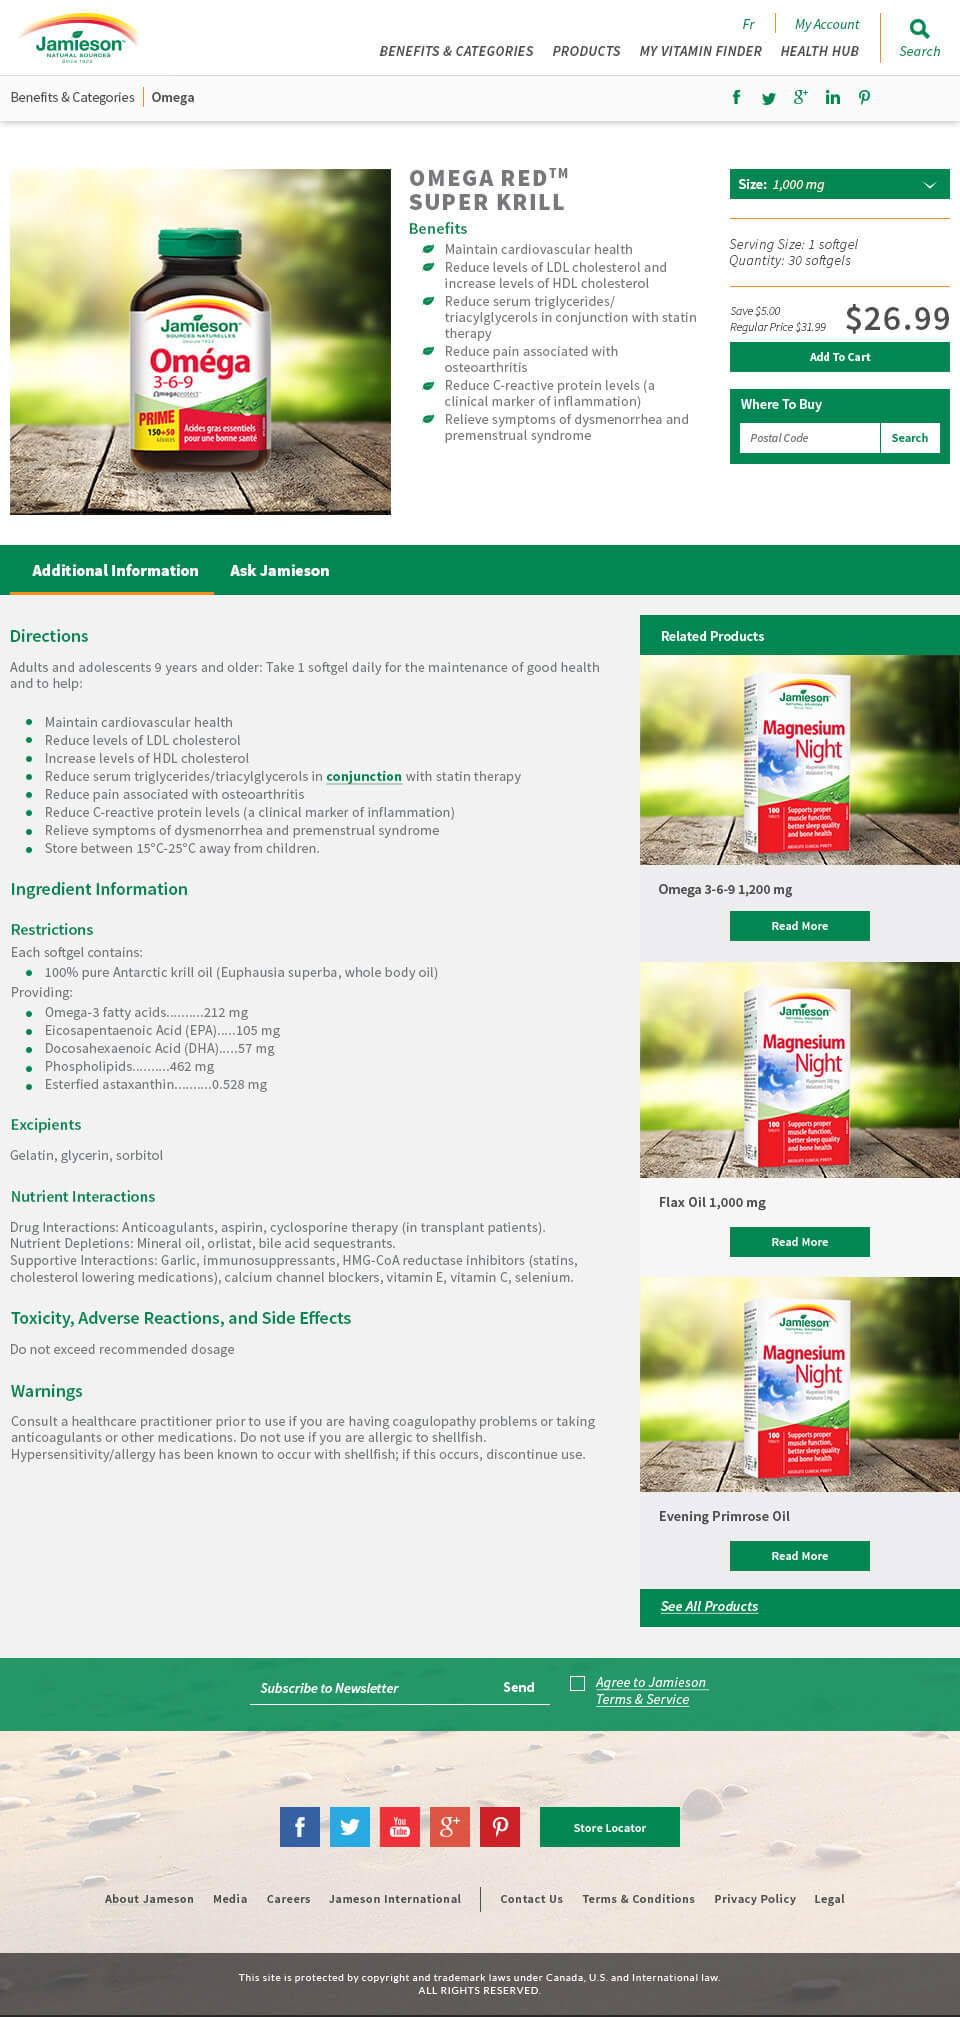 Jamieson
NATURAL SOURCES
Since 1922
Fr
My Account
BENEFITS & CATEGORIES
PRODUCTS
MY VITAMIN FINDER
HEALTH HUB
Search
Benefits & Categories
Omega
Jamieson
SOURCES NATURELLES
Depuis 1922
Oméga
3-6-9
Omegaprotect
PRIME
150+50
GÉLULES
Acides gras essentiels
pour une bonne santé
OMEGA RED™
SUPER KRILL
Benefits
Maintain cardiovascular health
Reduce levels of LDL cholesterol and
increase levels of HDL cholesterol
Reduce serum triglycerides/
triacylglycerols in conjunction with statin
therapy
Reduce pain associated with
osteoarthritis
Reduce C-reactive protein levels (a
clinical marker of inflammation)
Relieve symptoms of dysmenorrhea and
premenstrual syndrome
Size: 1,000 mg
Serving Size: 1 softgel
Quantity: 30 softgels
Save $5.00
Regular Price $31.99
$26.99
Add To Cart
Where To Buy
Postal Code
Search
Additional Information
Ask Jamieson
Directions
Adults and adolescents 9 years and older: Take 1 softgel daily for the maintenance of good health
and to help:
Maintain cardiovascular health
Reduce levels of LDL cholesterol
Increase levels of HDL cholesterol
Reduce serum triglycerides/triacylglycerols in conjunction with statin therapy
Reduce pain associated with osteoarthritis
Reduce C-reactive protein levels (a clinical marker of inflammation)
Relieve symptoms of dysmenorrhea and premenstrual syndrome
Store between 15°C-25°C away from children.
Ingredient Information
Restrictions
Each softgel contains:
100% pure Antarctic krill oil (Euphausia superba, whole body oil)
Providing:
Omega-3 fatty acids..........212 mg
Eicosapentaenoic Acid (EPA).....105 mg
Docosahexaenoic Acid (DHA).....57 mg
Phospholipids..........462 mg
Esterfied astaxanthin..........0.528 mg
Excipients
Gelatin, glycerin, sorbitol
Nutrient Interactions
Drug Interactions: Anticoagulants, aspirin, cyclosporine therapy (in transplant patients).
Nutrient Depletions: Mineral oil, orlistat, bile acid sequestrants.
Supportive Interactions: Garlic, immunosuppressants, HMG-CoA reductase inhibitors (statins,
cholesterol lowering medications), calcium channel blockers, vitamin E, vitamin C, selenium.
Toxicity, Adverse Reactions, and Side Effects
Do not exceed recommended dosage
Warnings
Consult a healthcare practitioner prior to use if you are having coagulopathy problems or taking
anticoagulants or other medications. Do not use if you are allergic to shellfish.
Hypersensitivity/allergy has been known to occur with shellfish; if this occurs, discontinue use.
Related Products
Jamieson
NATURAL SOURCES
Magnesium
Night
100
Supports proper
muscle function,
better sleep quality
and bone health
ABSOLUTE CLINICAL PURITY
Omega 3-6-9 1,200 mg
Read More
Jamieson
NATURAL SOURCES
Magnesium
Night
100
Supports proper
muscle function,
better sleep quality
and bone health
ABSOLUTE CLINICAL PURITY
Flax Oil 1,000 mg
Read More
Jamieson
NATURAL SOURCES
Magnesium
Night
100
Supports proper
muscle function,
better sleep quality
and bone health
ABSOLUTE CLINICAL PURITY
Evening Primrose Oil
Read More
See All Products
Subscribe to Newsletter
Send
Agree to Jamieson
Terms & Service
You
Tube
Store Locator
About Jameson
Media
Careers
Jameson International
Contact Us
Terms & Conditions
Privacy Policy
Legal
This site is protected by copyright and trademark laws under Canada, U.S. and International law.
ALL RIGHTS RESERVED.